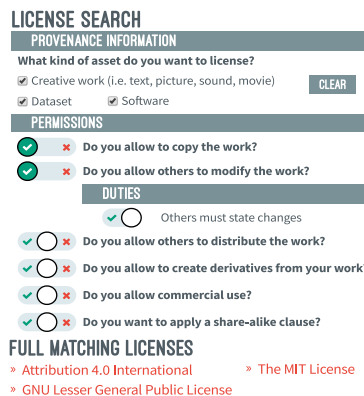 LICENSE SEARCH
PROVENANCE INFORMATION
What kind of asset do you want to license?
Creative work (i.e. text, picture, sound, movie)
CLEAR
Dataset Software
PERMISSIONS
Do you allow to copy the work?
Do you allow others to modify the work?
DUTIES
Others must state changes
Do you allow others to distribute the work?
Do you allow to create derivatives from your work?
Do you allow commercial use?
Do you want to apply a share-alike clause?
FULL MATCHING LICENSES
» Attribution 4.0 International » The MIT License
» GNU Lesser General Public License